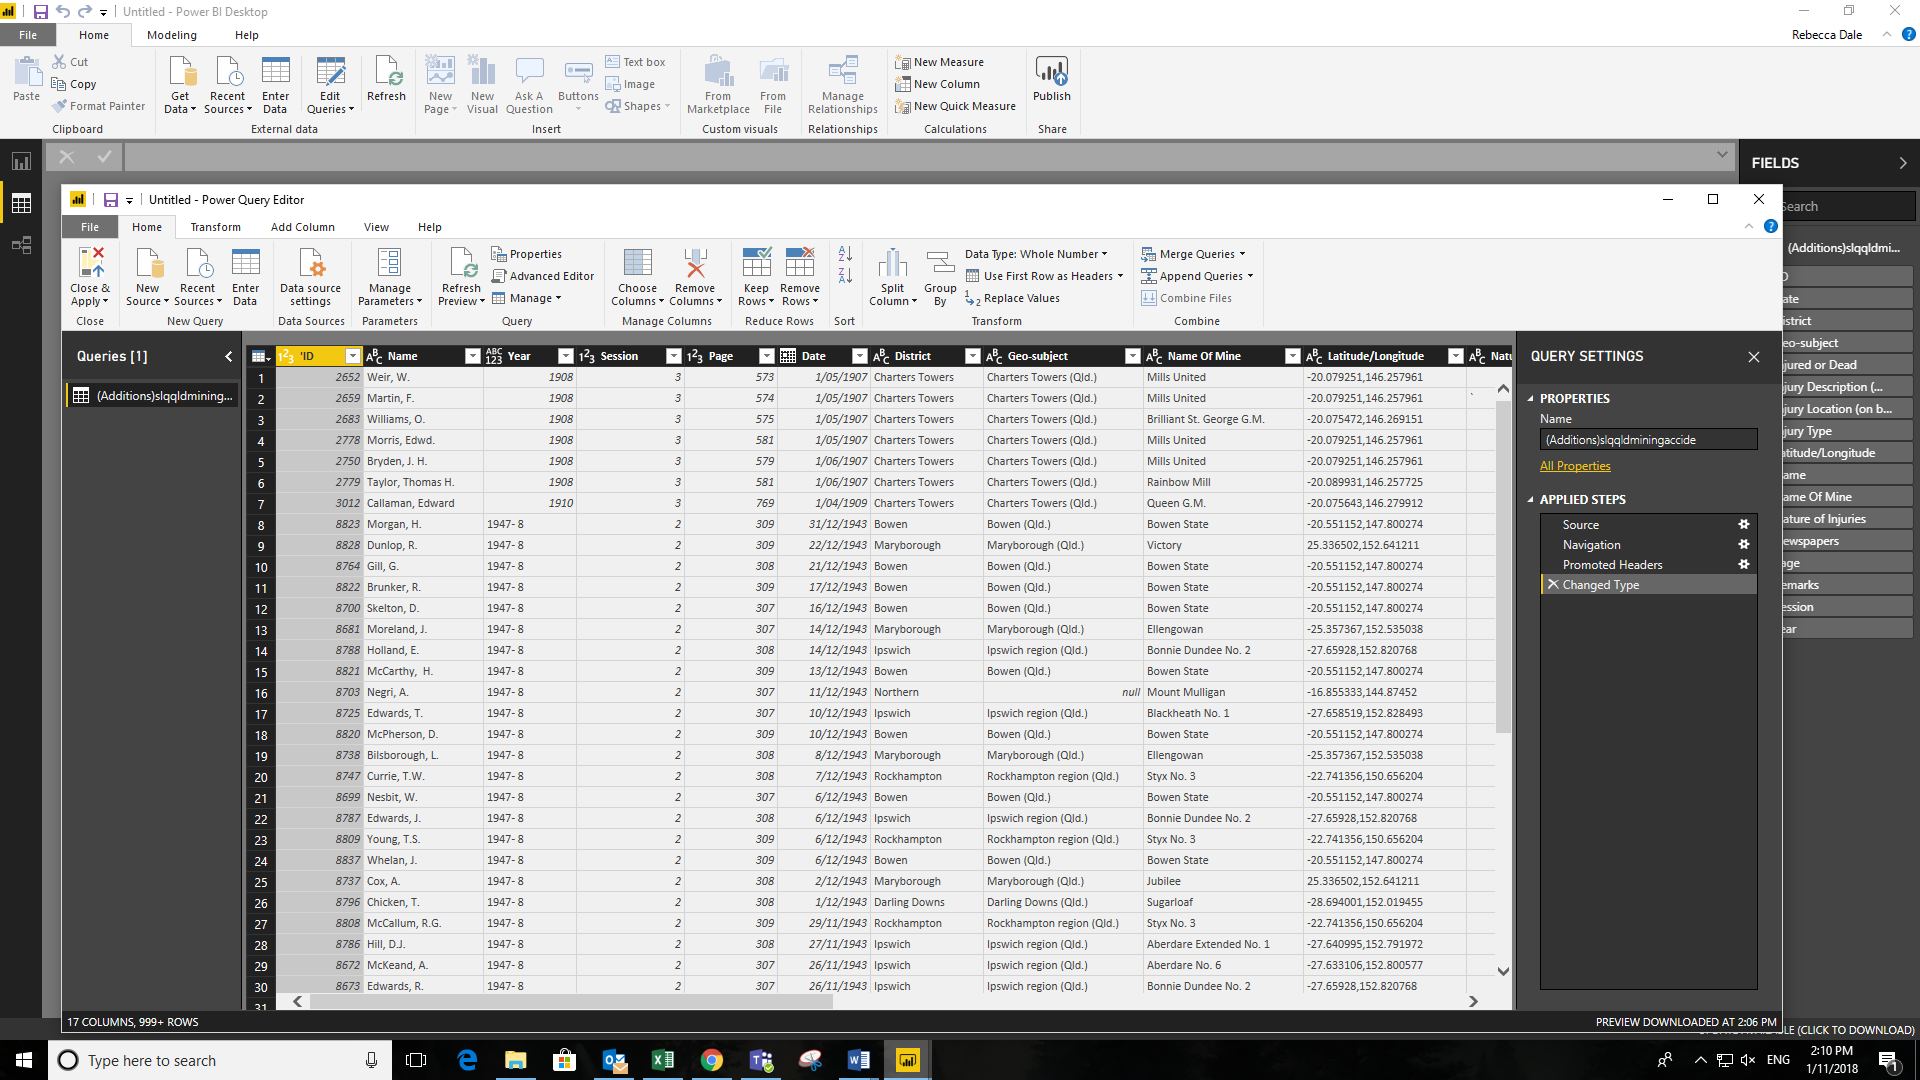 Untitled - Power BI Desktop
File Home Modeling Help Rebecca Dale
Cut
Copy
Format Painter
Paste
Clipboard
Get Data
Recent Sources
Enter Data
Edit Queries
Refresh
External data
New Page
New Visual
Ask A Question
Buttons
Text box
Image
Shapes
Insert
From Marketplace
From File
Custom visuals
Manage Relationships
Relationships
New Measure
New Column
New Quick Measure
Calculations
Publish
Share
FIELDS
Search
(Additions)slqqldmi...
D
ate
istrict
eo-subject
jured or Dead
jury Description (...
jury Location (on b...
jury Type
atitude/Longitude
ame
ame Of Mine
ature of Injuries
ewspapers
age
emarks
ession
ear
Untitled - Power Query Editor
File Home Transform Add Column View Help
Close & Apply
Close
New Source
Recent Sources
Enter Data
New Query
Data source settings
Data Sources
Manage Parameters
Parameters
Refresh Preview
Properties
Advanced Editor
Manage
Query
Choose Columns
Remove Columns
Manage Columns
Keep Rows
Remove Rows
Reduce Rows
Sort
Split Column
Group By
Data Type: Whole Number
Use First Row as Headers
Replace Values
Transform
Merge Queries
Append Queries
Combine Files
Combine
Queries [1]
(Additions)slqqldmining...
'ID Name Year Session Page Date District Geo-subject Name Of Mine Latitude/Longitude Natu
1 2652 Weir, W. 1908 3 573 1/05/1907 Charters Towers Charters Towers (Qld.) Mills United -20.079251,146.257961
2 2659 Martin, F. 1908 3 574 1/05/1907 Charters Towers Charters Towers (Qld.) Mills United -20.079251,146.257961 `
3 2683 Williams, O. 1908 3 575 1/05/1907 Charters Towers Charters Towers (Qld.) Brilliant St. George G.M. -20.075472,146.269151
4 2778 Morris, Edwd. 1908 3 581 1/05/1907 Charters Towers Charters Towers (Qld.) Mills United -20.079251,146.257961
5 2750 Bryden, J. H. 1908 3 579 1/06/1907 Charters Towers Charters Towers (Qld.) Mills United -20.079251,146.257961
6 2779 Taylor, Thomas H. 1908 3 581 1/06/1907 Charters Towers Charters Towers (Qld.) Rainbow Mill -20.089931,146.257725
7 3012 Callaman, Edward 1910 3 769 1/04/1909 Charters Towers Charters Towers (Qld.) Queen G.M. -20.075643,146.279912
8 8823 Morgan, H. 1947- 8 2 309 31/12/1943 Bowen Bowen (Qld.) Bowen State -20.551152,147.800274
9 8828 Dunlop, R. 1947- 8 2 309 22/12/1943 Maryborough Maryborough (Qld.) Victory 25.336502,152.641211
10 8764 Gill, G. 1947- 8 2 308 21/12/1943 Bowen Bowen (Qld.) Bowen State -20.551152,147.800274
11 8822 Brunker, R. 1947- 8 2 309 17/12/1943 Bowen Bowen (Qld.) Bowen State -20.551152,147.800274
12 8700 Skelton, D. 1947- 8 2 307 16/12/1943 Bowen Bowen (Qld.) Bowen State -20.551152,147.800274
13 8681 Moreland, J. 1947- 8 2 307 14/12/1943 Maryborough Maryborough (Qld.) Ellengowan -25.357367,152.535038
14 8788 Holland, E. 1947- 8 2 308 14/12/1943 Ipswich Ipswich region (Qld.) Bonnie Dundee No. 2 -27.65928,152.820768
15 8821 McCarthy, H. 1947- 8 2 309 13/12/1943 Bowen Bowen (Qld.) Bowen State -20.551152,147.800274
16 8703 Negri, A. 1947- 8 2 307 11/12/1943 Northern null Mount Mulligan -16.855333,144.87452
17 8725 Edwards, T. 1947- 8 2 307 10/12/1943 Ipswich Ipswich region (Qld.) Blackheath No. 1 -27.658519,152.828493
18 8820 McPherson, D. 1947- 8 2 309 10/12/1943 Bowen Bowen (Qld.) Bowen State -20.551152,147.800274
19 8738 Bilsborough, L. 1947- 8 2 308 8/12/1943 Maryborough Maryborough (Qld.) Ellengowan -25.357367,152.535038
20 8747 Currie, T.W. 1947- 8 2 308 7/12/1943 Rockhampton Rockhampton region (Qld.) Styx No. 3 -22.741356,150.656204
21 8699 Nesbit, W. 1947- 8 2 307 6/12/1943 Bowen Bowen (Qld.) Bowen State -20.551152,147.800274
22 8787 Edwards, J. 1947- 8 2 308 6/12/1943 Ipswich Ipswich region (Qld.) Bonnie Dundee No. 2 -27.65928,152.820768
23 8809 Young, T.S. 1947- 8 2 309 6/12/1943 Rockhampton Rockhampton region (Qld.) Styx No. 3 -22.741356,150.656204
24 8837 Whelan, J. 1947- 8 2 309 6/12/1943 Bowen Bowen (Qld.) Bowen State -20.551152,147.800274
25 8737 Cox, A. 1947- 8 2 308 2/12/1943 Maryborough Maryborough (Qld.) Jubilee 25.336502,152.641211
26 8796 Chicken, T. 1947- 8 2 308 1/12/1943 Darling Downs Darling Downs (Qld.) Sugarloaf -28.694001,152.019455
27 8808 McCallum, R.G. 1947- 8 2 309 29/11/1943 Rockhampton Rockhampton region (Qld.) Styx No. 3 -22.741356,150.656204
28 8786 Hill, D.J. 1947- 8 2 308 27/11/1943 Ipswich Ipswich region (Qld.) Aberdare Extended No. 1 -27.640995,152.791972
29 8672 McKeand, A. 1947- 8 2 307 26/11/1943 Ipswich Ipswich region (Qld.) Aberdare No. 6 -27.633106,152.800577
30 8673 Edwards, R. 1947- 8 2 307 26/11/1943 Ipswich Ipswich region (Qld.) Bonnie Dundee No. 2 -27.65928,152.820768
31
QUERY SETTINGS
PROPERTIES
Name
(Additions)slqqldminingaccide
All Properties
APPLIED STEPS
Source
Navigation
Promoted Headers
Changed Type
17 COLUMNS, 999+ ROWS
PREVIEW DOWNLOADED AT 2:06 PM
(CLICK TO DOWNLOAD)
Type here to search
ENG
2:10 PM
1/11/2018
1